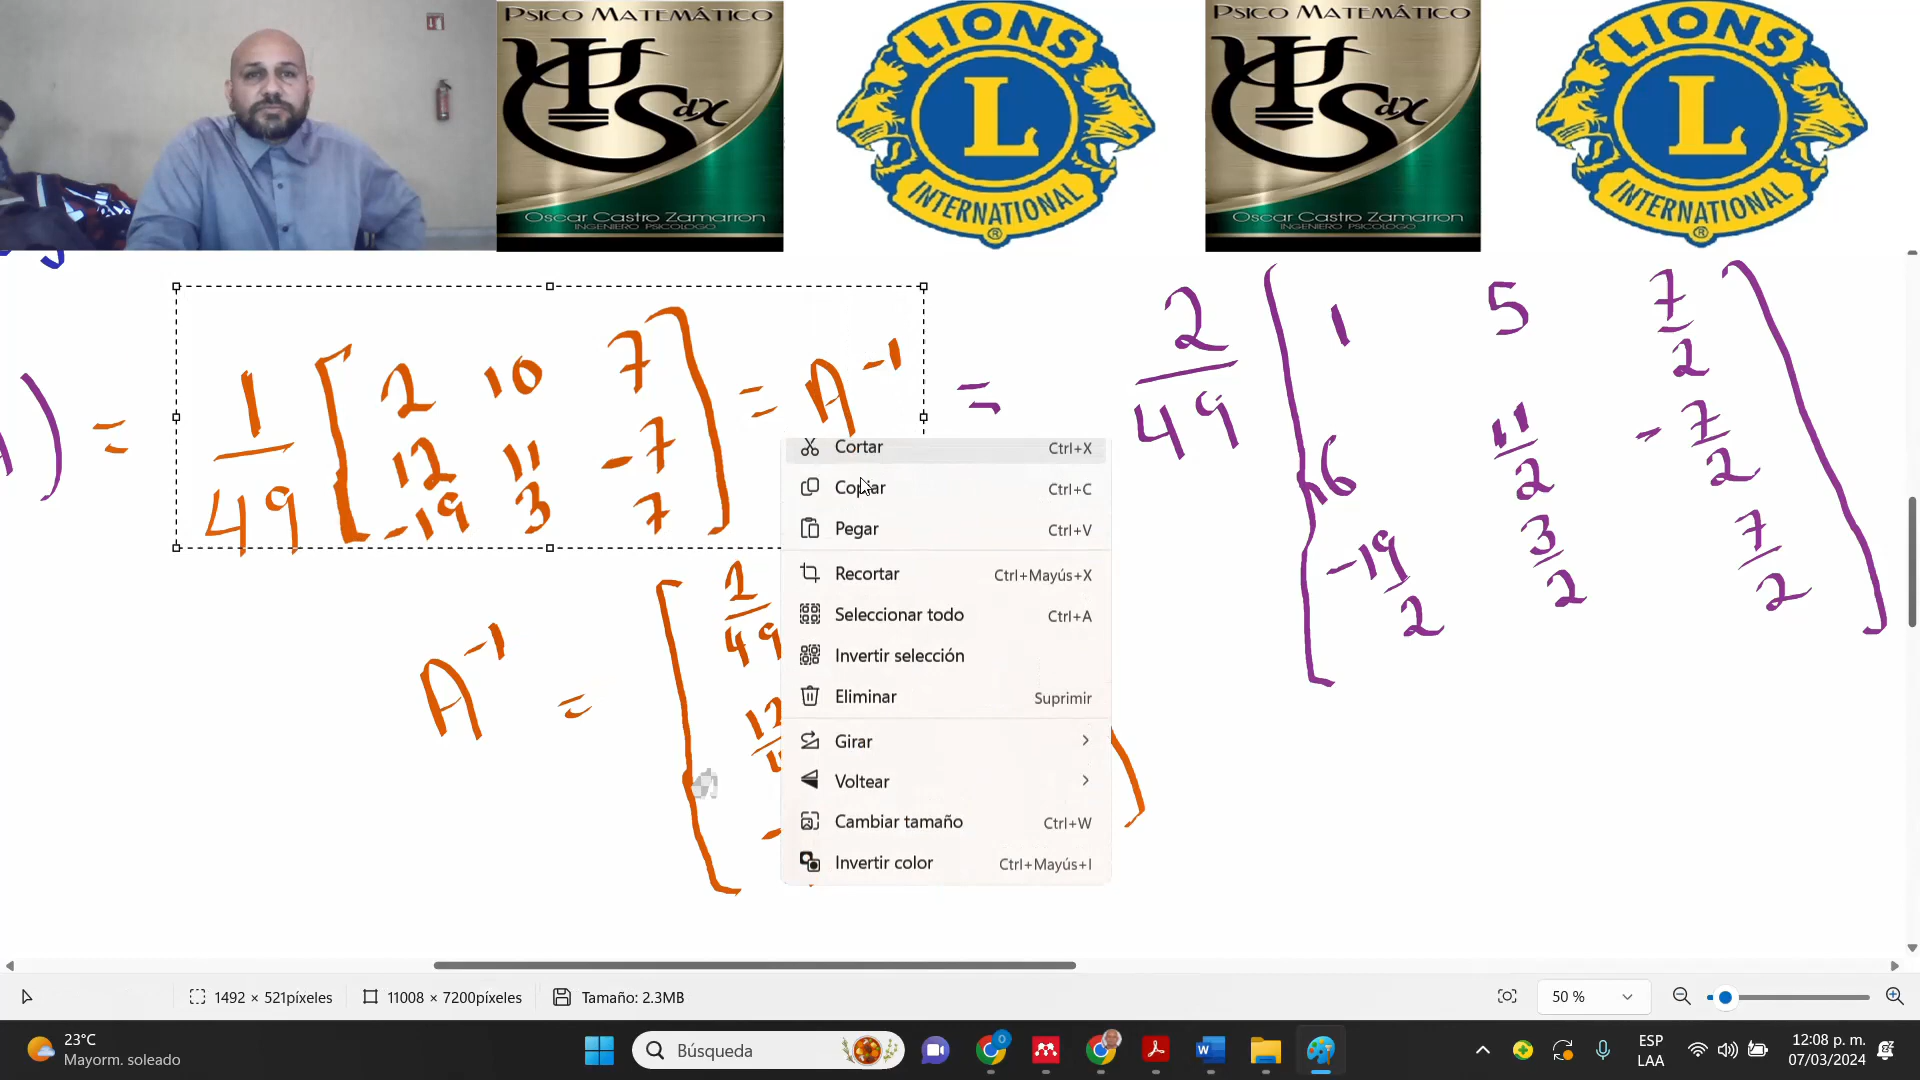 PSICO MATEMÁTICO
dx
Oscar Castro Zamarron
INGENIERO PSICOLOGO
LIONS
L
INTERNATIONAL
®
PSICO MATEMÁTICO
dx
Oscar Castro Zamarron
INGENIERO PSICOLOGO
LIONS
L
INTERNATIONAL
®
) = 1/49 [ 2 10 7
12 11 -7
-19 3 7 ] = A⁻¹ = 2/49 [ 1 5 7/2
6 11/2 -7/2
-19/2 3/2 7/2 ]
A⁻¹ = [ 2/49
Cortar Ctrl+X
Copiar Ctrl+C
Pegar Ctrl+V
Recortar Ctrl+Mayús+X
Seleccionar todo Ctrl+A
Invertir selección
Eliminar Suprimir
Girar
Voltear
Cambiar tamaño Ctrl+W
Invertir color Ctrl+Mayús+I
1492 × 521píxeles
11008 × 7200píxeles
Tamaño: 2.3MB
50 %
23°C
Mayorm. soleado
Búsqueda
ESP
LAA
12:08 p. m.
07/03/2024